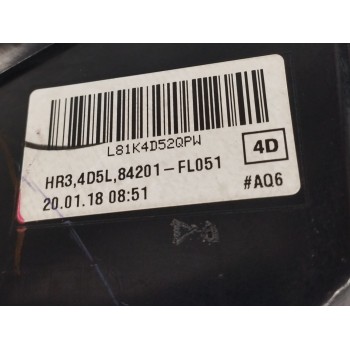 L81K4D52QPW
4D
HR3,4D5L,84201-FL051
20.01.18 08:51
#AQ6